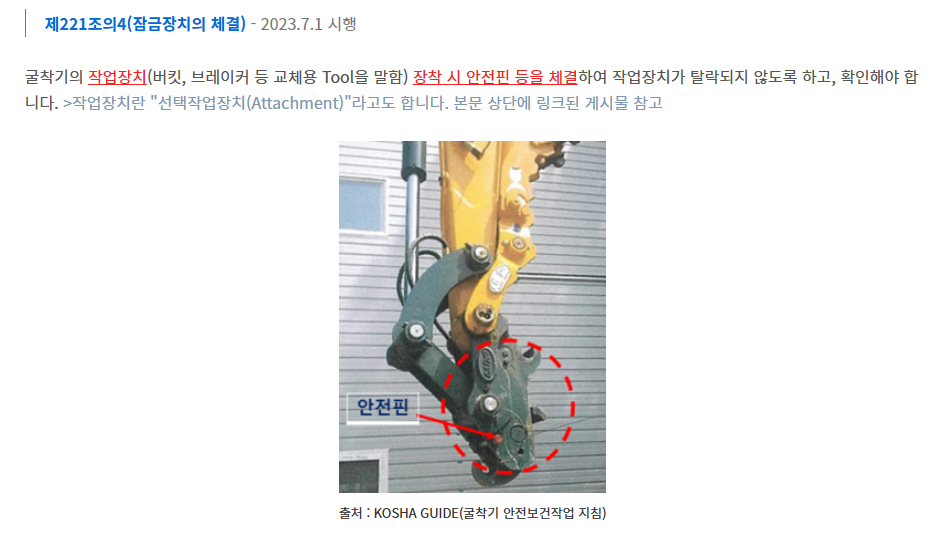 제221조의4(잠금장치의 체결) - 2023.7.1 시행
굴착기의 작업장치(버킷, 브레이커 등 교체용 Tool을 말함) 장착 시 안전핀 등을 체결하여 작업장치가 탈락되지 않도록 하고, 확인해야 합
니다. >작업장치란 "선택작업장치(Attachment)"라고도 합니다. 본문 상단에 링크된 게시물 참고
안전핀
출처 : KOSHA GUIDE(굴착기 안전보건작업 지침)